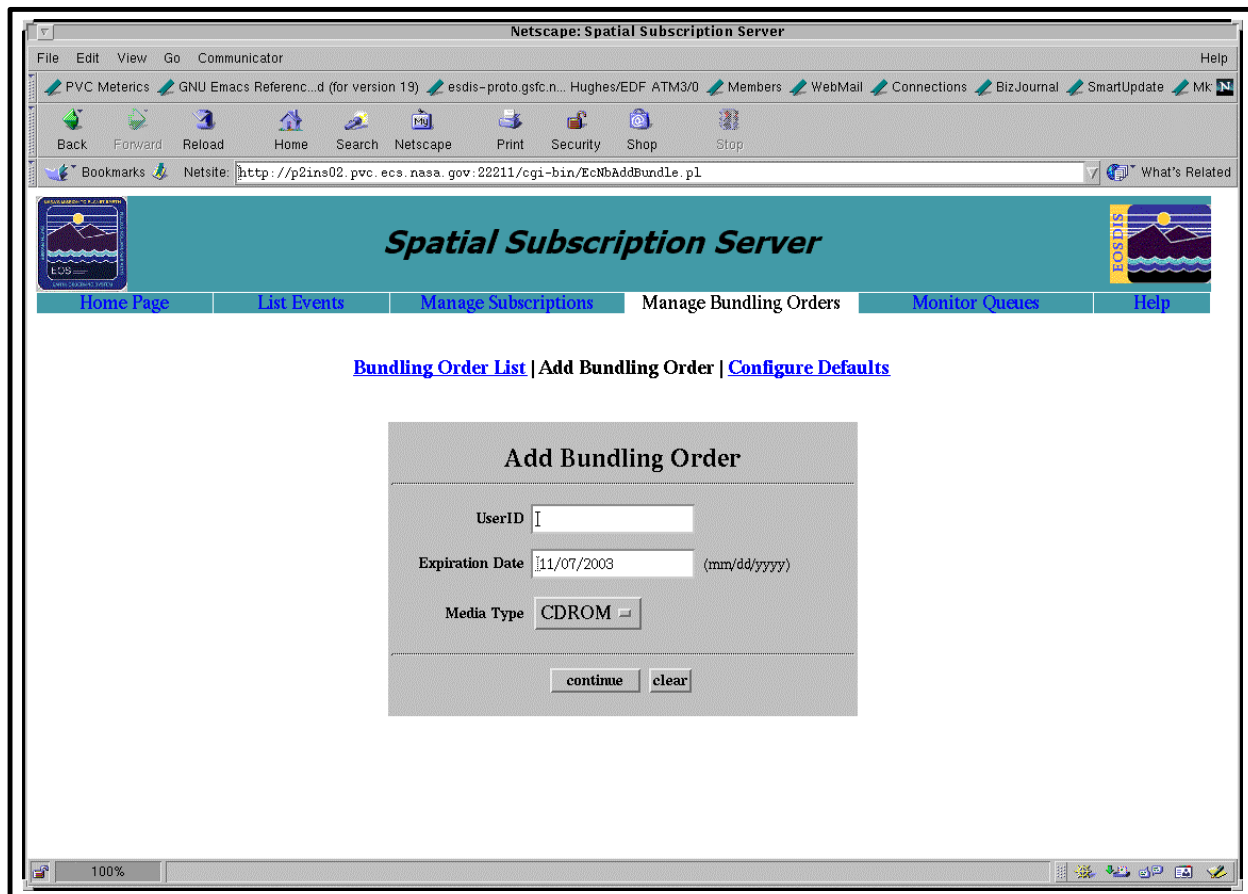 Netscape: Spatial Subscription Server
File Edit View Go Communicator Help
PVC Meterics GNU Emacs Referenc...d (for version 19) esdis-proto.gsfc.n... Hughes/EDF ATM3/0 Members WebMail Connections BizJournal SmartUpdate Mk N
Back Forward Reload Home Search Netscape Print Security Shop Stop
My
Bookmarks Netsite: http://p2ins02.pvc.ecs.nasa.gov:22211/cgi-bin/EcNbAddBundle.pl What's Related
EOS
Spatial Subscription Server
EOSDIS
Home Page List Events Manage Subscriptions Manage Bundling Orders Monitor Queues Help
Bundling Order List | Add Bundling Order | Configure Defaults
Add Bundling Order
UserID
Expiration Date 11/07/2003 (mm/dd/yyyy)
Media Type CDROM
continue clear
100%